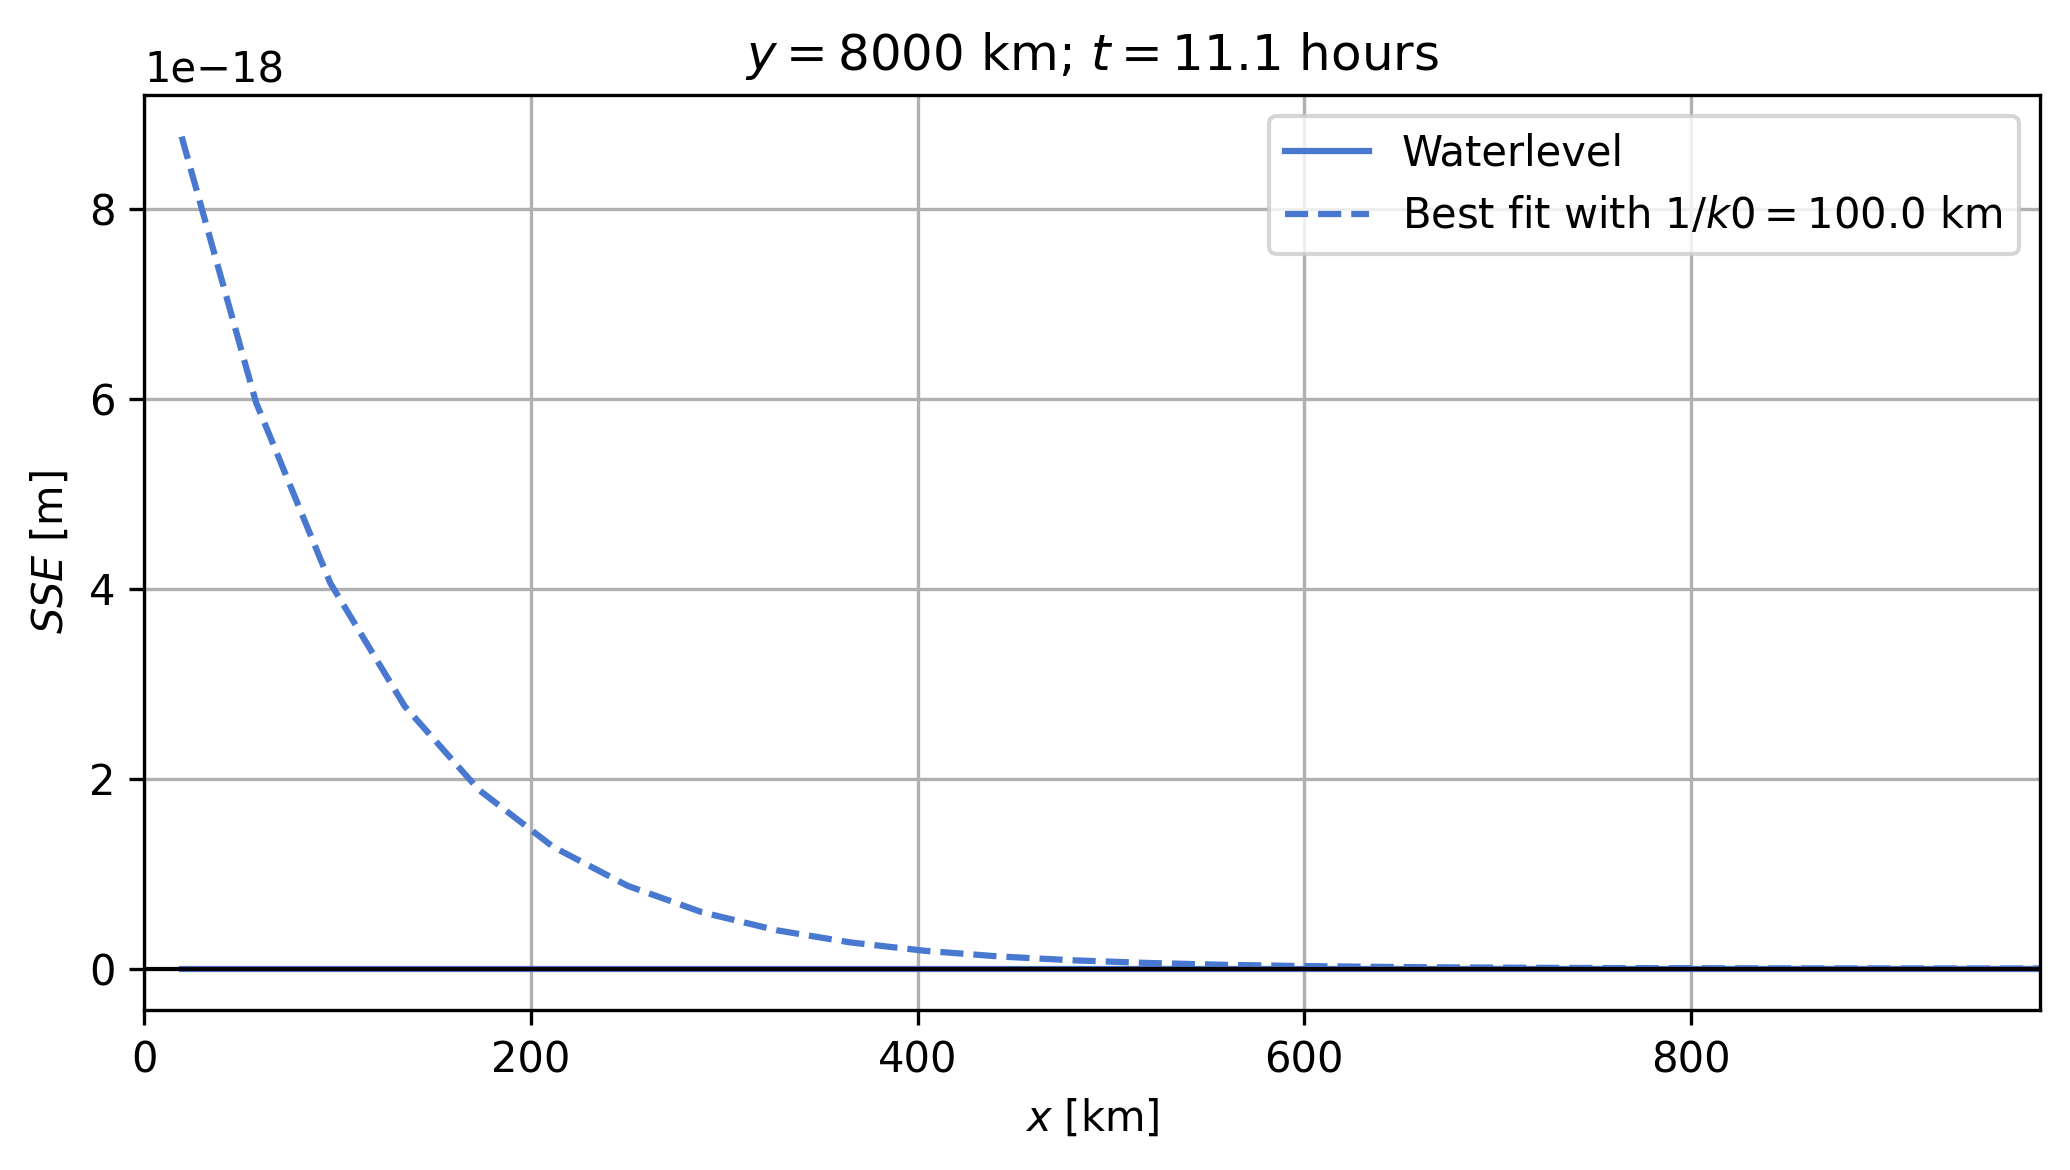 y = 8000 km; t = 11.1 hours
1e−18
Waterlevel
Best fit with 1/k0 = 100.0 km
8
6
4
2
0
SSE [m]
0 200 400 600 800
x [km]